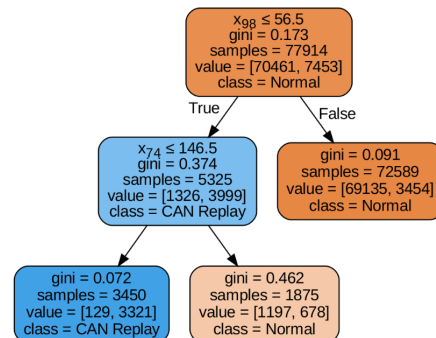 x98 ≤ 56.5
gini = 0.173
samples = 77914
value = [70461, 7453]
class = Normal
True
False
x74 ≤ 146.5
gini = 0.374
samples = 5325
value = [1326, 3999]
class = CAN Replay
gini = 0.091
samples = 72589
value = [69135, 3454]
class = Normal
gini = 0.072
samples = 3450
value = [129, 3321]
class = CAN Replay
gini = 0.462
samples = 1875
value = [1197, 678]
class = Normal